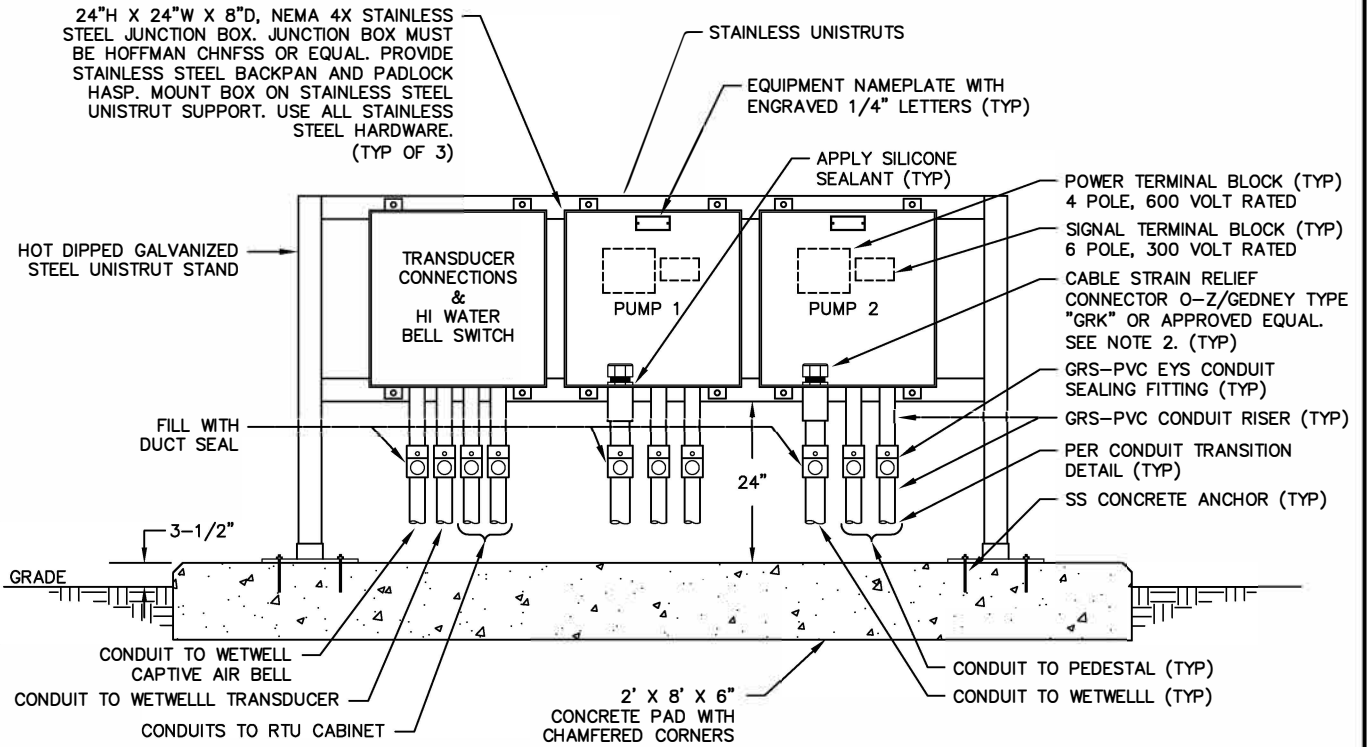 24"H X 24"W X 8"D, NEMA 4X STAINLESS
STEEL JUNCTION BOX. JUNCTION BOX MUST
BE HOFFMAN CHNFSS OR EQUAL. PROVIDE
STAINLESS STEEL BACKPAN AND PADLOCK
HASP. MOUNT BOX ON STAINLESS STEEL
UNISTRUT SUPPORT. USE ALL STAINLESS
STEEL HARDWARE.
(TYP OF 3)
STAINLESS UNISTRUTS
EQUIPMENT NAMEPLATE WITH
ENGRAVED 1/4" LETTERS (TYP)
APPLY SILICONE
SEALANT (TYP)
POWER TERMINAL BLOCK (TYP)
4 POLE, 600 VOLT RATED
SIGNAL TERMINAL BLOCK (TYP)
6 POLE, 300 VOLT RATED
CABLE STRAIN RELIEF
CONNECTOR O-Z/GEDNEY TYPE
"GRK" OR APPROVED EQUAL.
SEE NOTE 2. (TYP)
GRS-PVC EYS CONDUIT
SEALING FITTING (TYP)
GRS-PVC CONDUIT RISER (TYP)
PER CONDUIT TRANSITION
DETAIL (TYP)
SS CONCRETE ANCHOR (TYP)
HOT DIPPED GALVANIZED
STEEL UNISTRUT STAND
TRANSDUCER
CONNECTIONS
&
HI WATER
BELL SWITCH
PUMP 1
PUMP 2
FILL WITH
DUCT SEAL
24"
3-1/2"
GRADE
CONDUIT TO WETWELL
CAPTIVE AIR BELL
CONDUIT TO WETWELLL TRANSDUCER
CONDUITS TO RTU CABINET
2' X 8' X 6"
CONCRETE PAD WITH
CHAMFERED CORNERS
CONDUIT TO PEDESTAL (TYP)
CONDUIT TO WETWELLL (TYP)